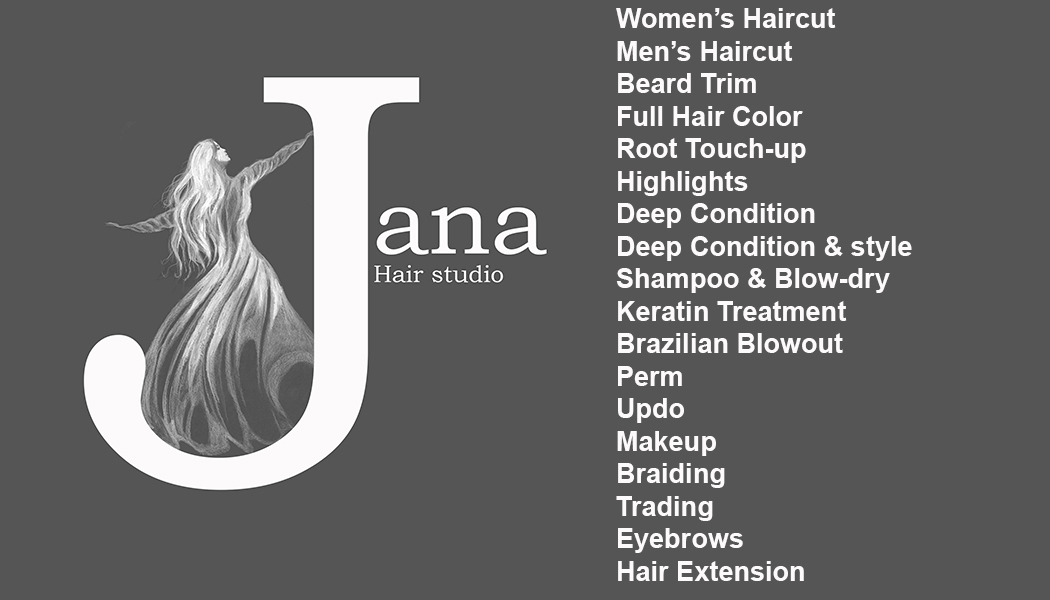 Jana
Hair studio
Women’s Haircut
Men’s Haircut
Beard Trim
Full Hair Color
Root Touch-up
Highlights
Deep Condition
Deep Condition & style
Shampoo & Blow-dry
Keratin Treatment
Brazilian Blowout
Perm
Updo
Makeup
Braiding
Trading
Eyebrows
Hair Extension